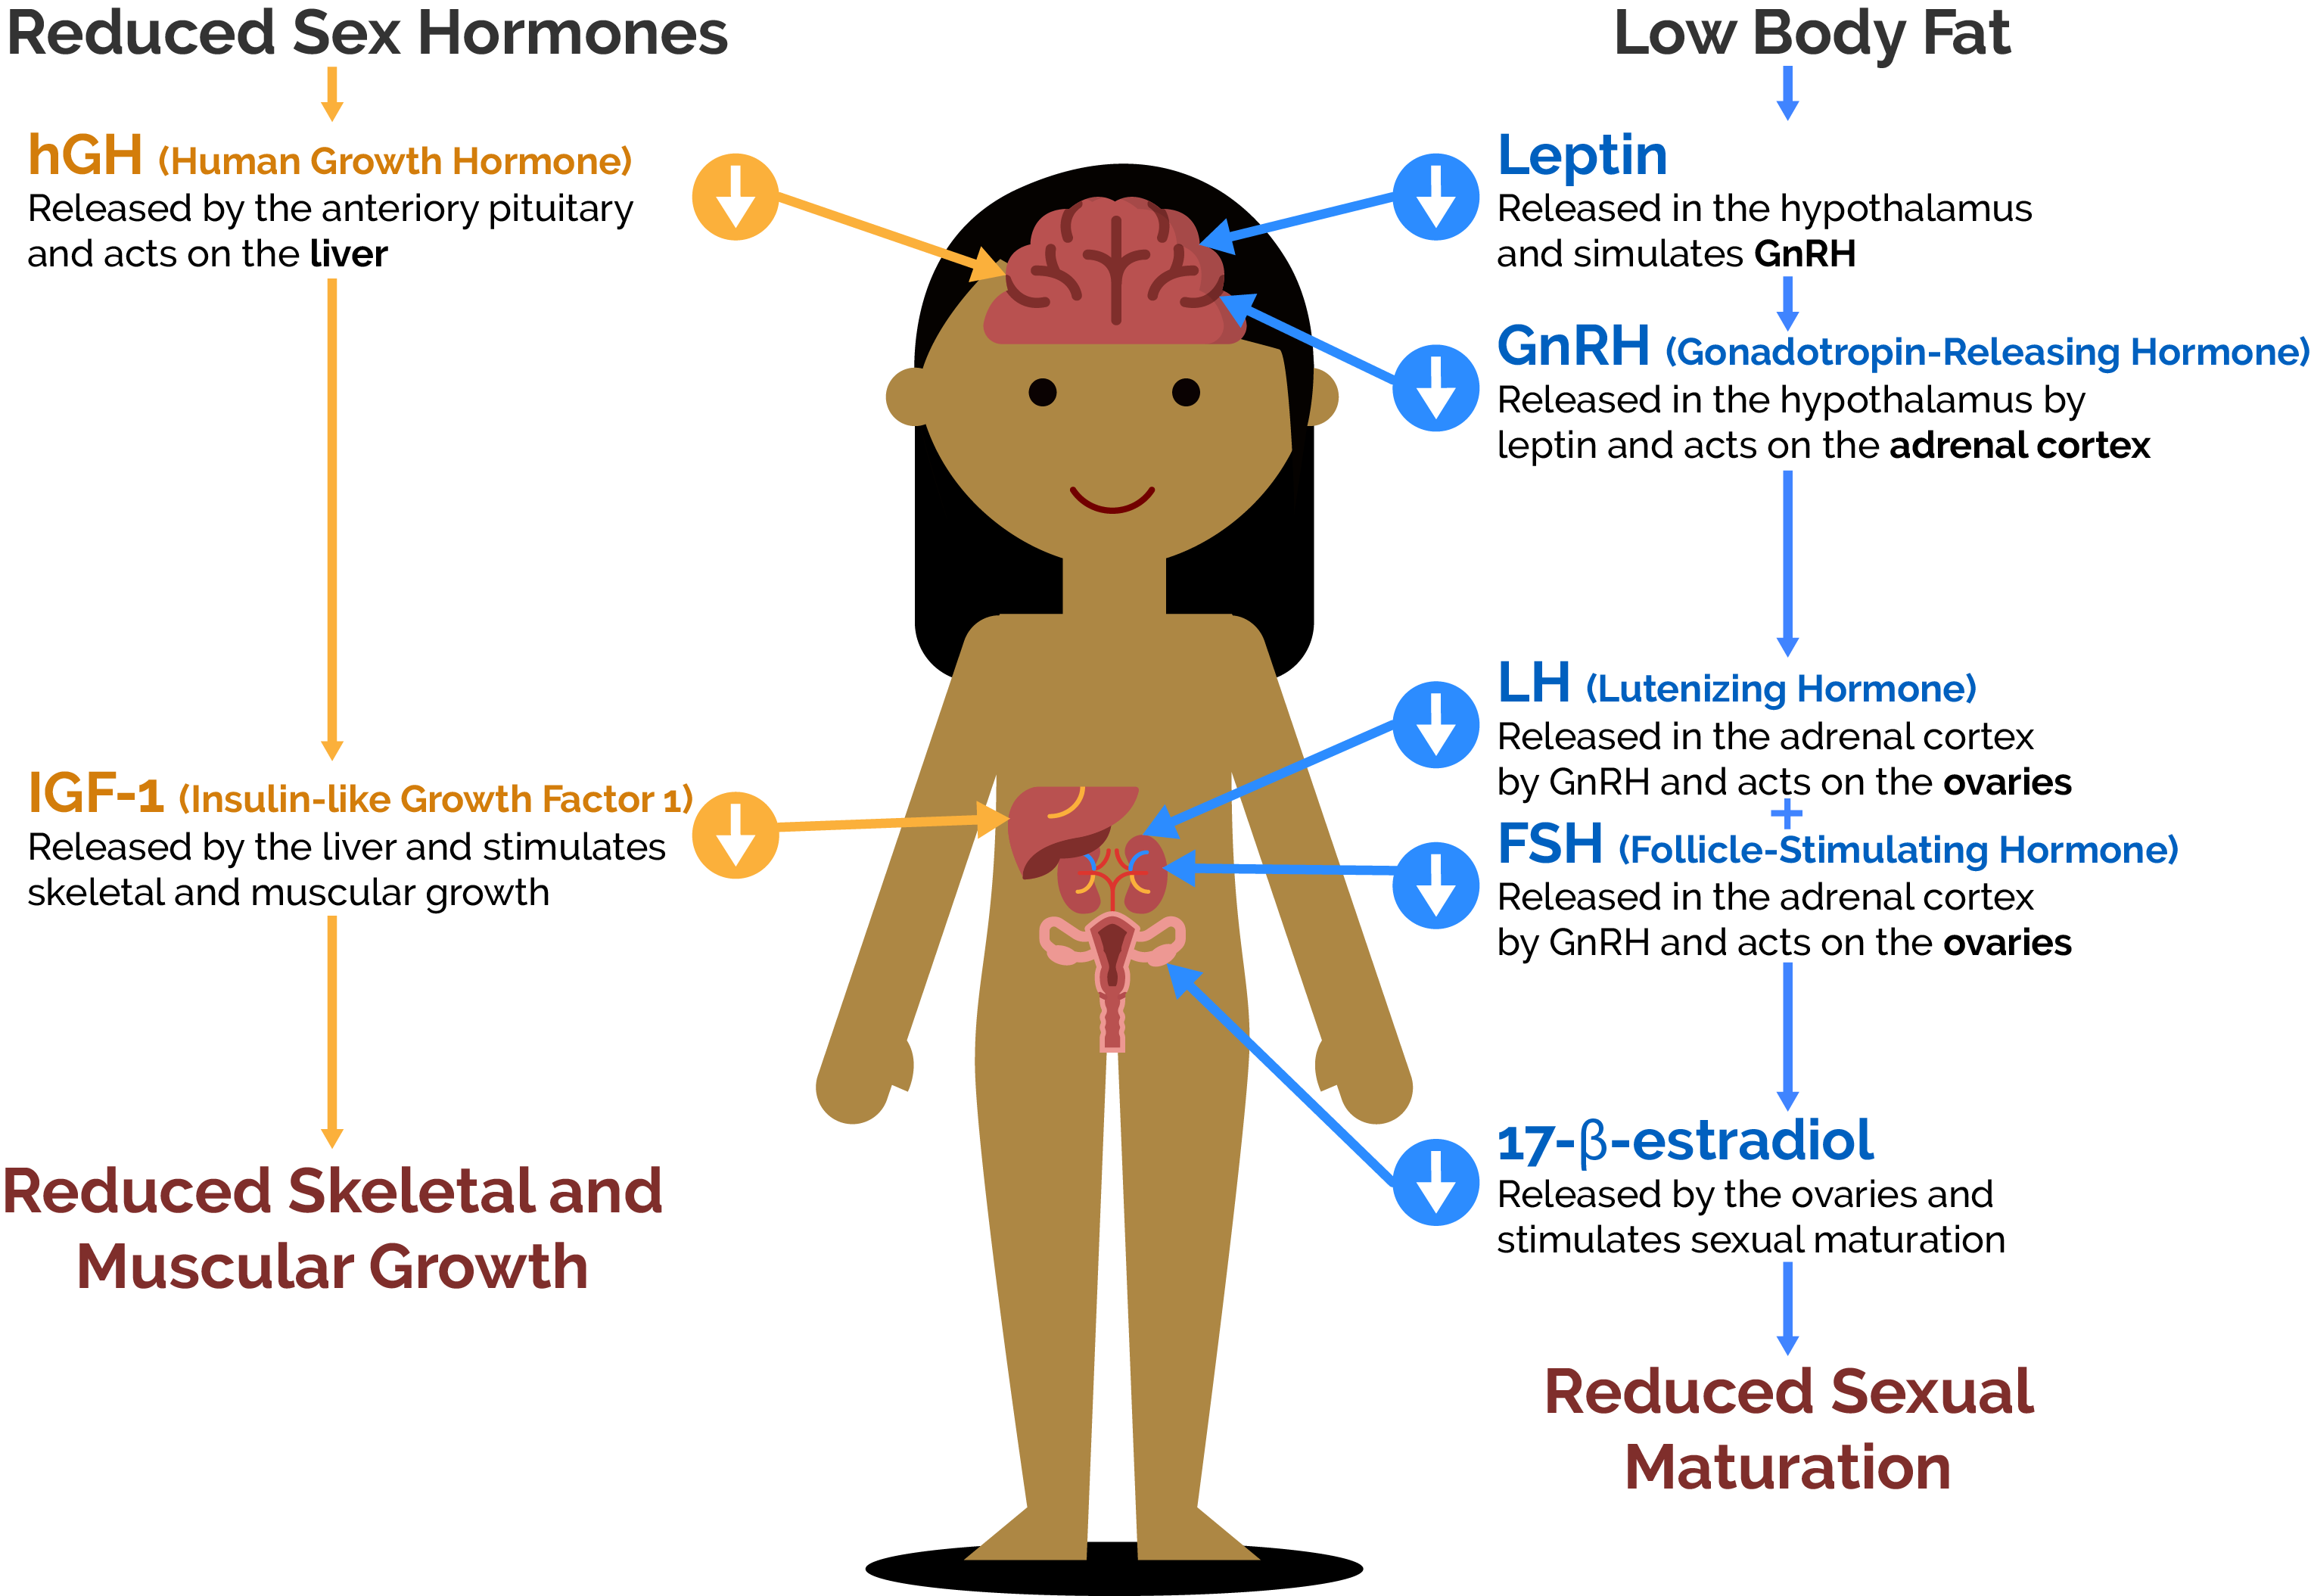 Reduced Sex Hormones
hGH (Human Growth Hormone)
Released by the anteriory pituitary
and acts on the liver
IGF-1 (Insulin-like Growth Factor 1)
Released by the liver and stimulates
skeletal and muscular growth
Reduced Skeletal and
Muscular Growth
Low Body Fat
Leptin
Released in the hypothalamus
and simulates GnRH
GnRH (Gonadotropin-Releasing Hormone)
Released in the hypothalamus by
leptin and acts on the adrenal cortex
LH (Lutenizing Hormone)
Released in the adrenal cortex
by GnRH and acts on the ovaries
+
FSH (Follicle-Stimulating Hormone)
Released in the adrenal cortex
by GnRH and acts on the ovaries
17-β-estradiol
Released by the ovaries and
stimulates sexual maturation
Reduced Sexual
Maturation